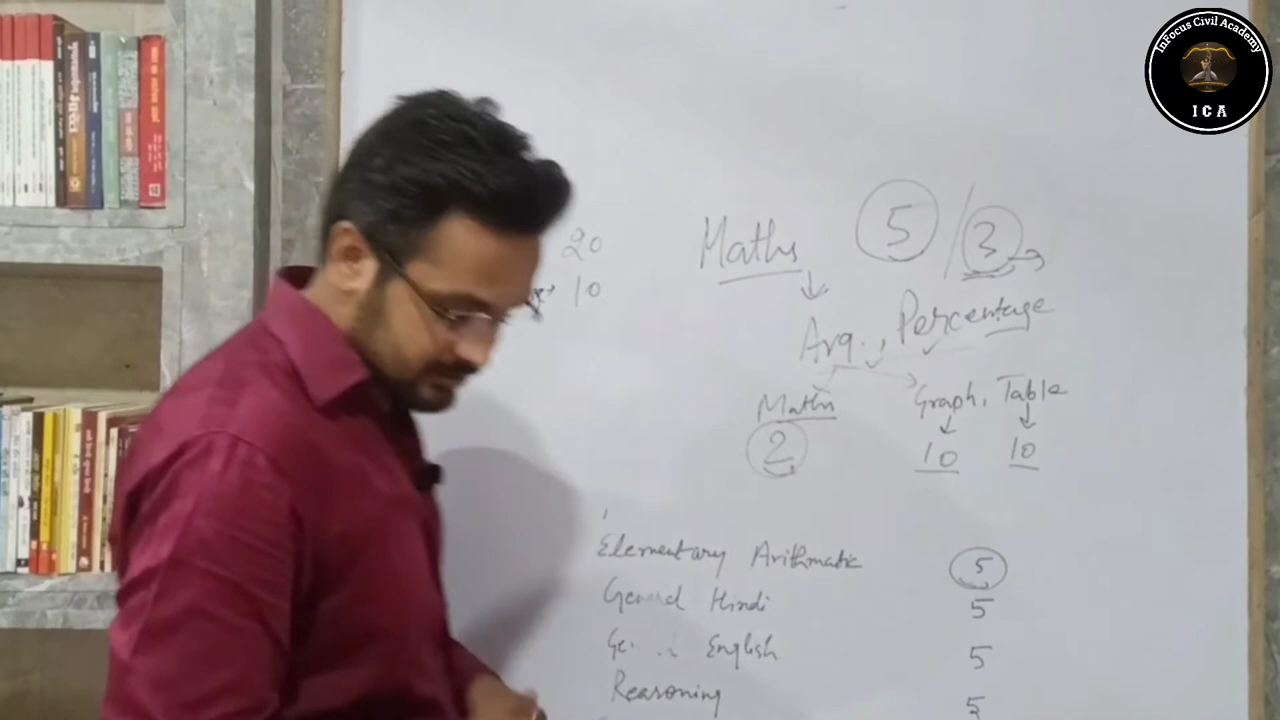 InFocus Civil Academy
ICA
20
Maths 5 / 3
10
Avg., Percentage
Maths Graph, Table
2 10 10
Elementary Arithmatic 5
General Hindi 5
English 5
Reasoning 5